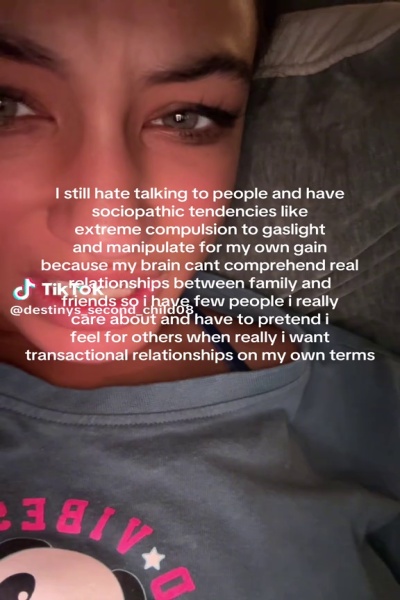 I still hate talking to people and have
sociopathic tendencies like
extreme compulsion to gaslight
and manipulate for my own gain
because my brain cant comprehend real
relationships between family and
TikTok
friends so i have few people i really
@destinys_second_child08
care about and have to pretend i
feel for others when really i want
transactional relationships on my own terms
D VIBES